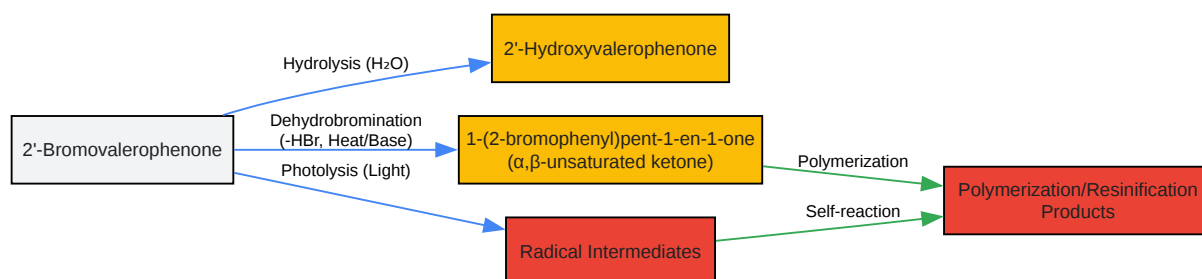 2'-Hydroxyvalerophenone
Hydrolysis (H₂O)
2'-Bromovalerophenone
Dehydrobromination
(-HBr, Heat/Base)
1-(2-bromophenyl)pent-1-en-1-one
(α,β-unsaturated ketone)
Photolysis (Light)
Polymerization
Polymerization/Resinification
Products
Self-reaction
Radical Intermediates